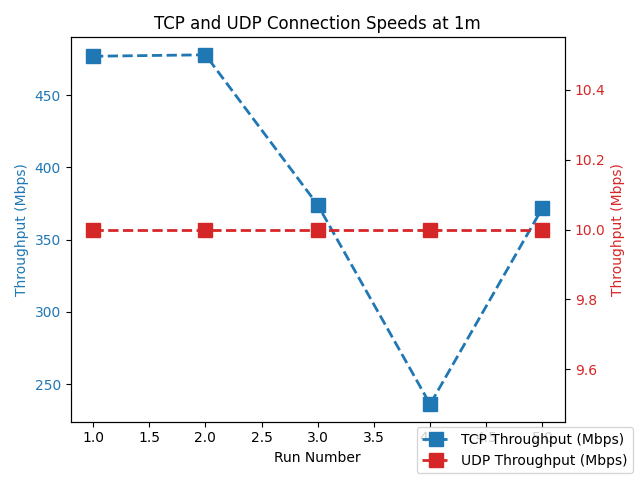 TCP and UDP Connection Speeds at 1m
Throughput (Mbps)
450
400
350
300
250
10.4
10.2
10.0
9.8
9.6
Throughput (Mbps)
1.0 1.5 2.0 2.5 3.0 3.5
Run Number
TCP Throughput (Mbps)
UDP Throughput (Mbps)